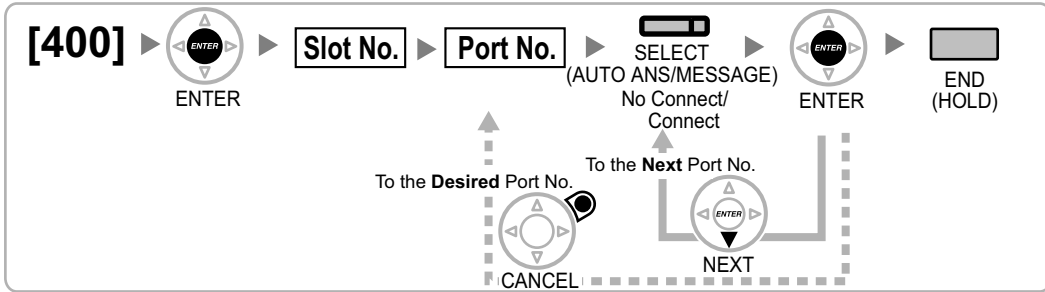 [400]
ENTER
ENTER
Slot No.
Port No.
SELECT
(AUTO ANS/MESSAGE)
No Connect/
Connect
ENTER
ENTER
END
(HOLD)
To the Desired Port No.
CANCEL
To the Next Port No.
ENTER
NEXT